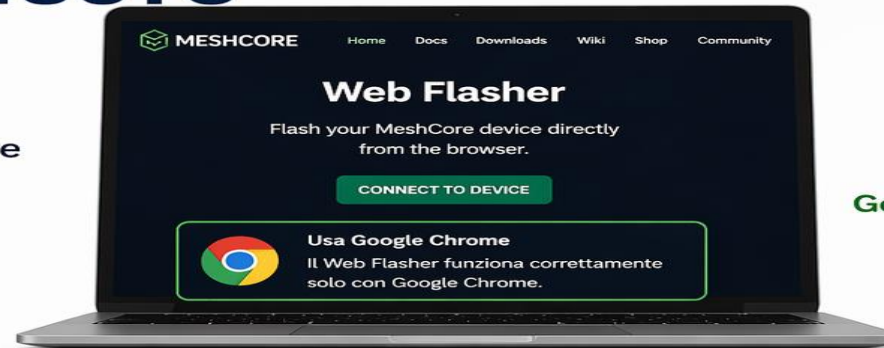 MESHCORE Home Docs Downloads Wiki Shop Community
Web Flasher
Flash your MeshCore device directly
from the browser.
CONNECT TO DEVICE
Usa Google Chrome
Il Web Flasher funziona correttamente
solo con Google Chrome.